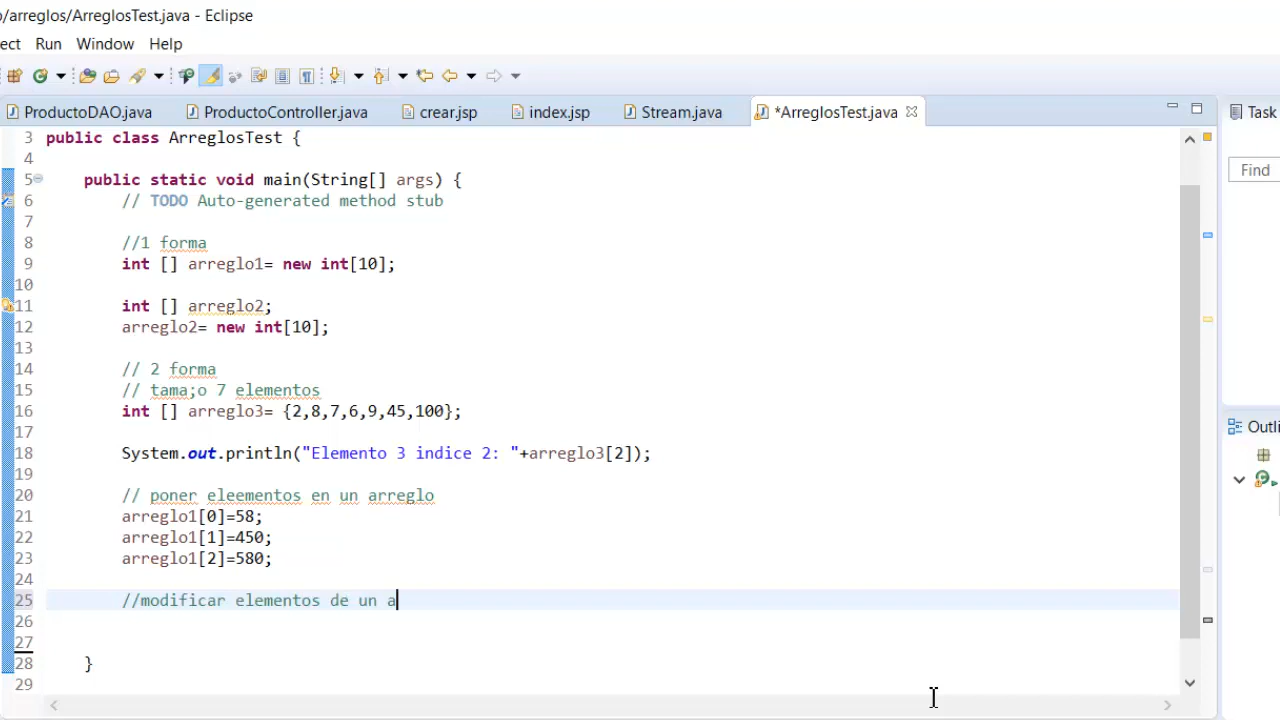 o/arreglos/ArreglosTest.java - Eclipse
ect Run Window Help
ProductoDAO.java ProductoController.java crear.jsp index.jsp Stream.java *ArreglosTest.java Task
3 public class ArreglosTest {
4
5 public static void main(String[] args) {
6 // TODO Auto-generated method stub
7
8 //1 forma
9 int [] arreglo1= new int[10];
10
11 int [] arreglo2;
12 arreglo2= new int[10];
13
14 // 2 forma
15 // tama;o 7 elementos
16 int [] arreglo3= {2,8,7,6,9,45,100};
17
18 System.out.println("Elemento 3 indice 2: "+arreglo3[2]);
19
20 // poner eleementos en un arreglo
21 arreglo1[0]=58;
22 arreglo1[1]=450;
23 arreglo1[2]=580;
24
25 //modificar elementos de un a
26
27
28 }
29
Find
Outli